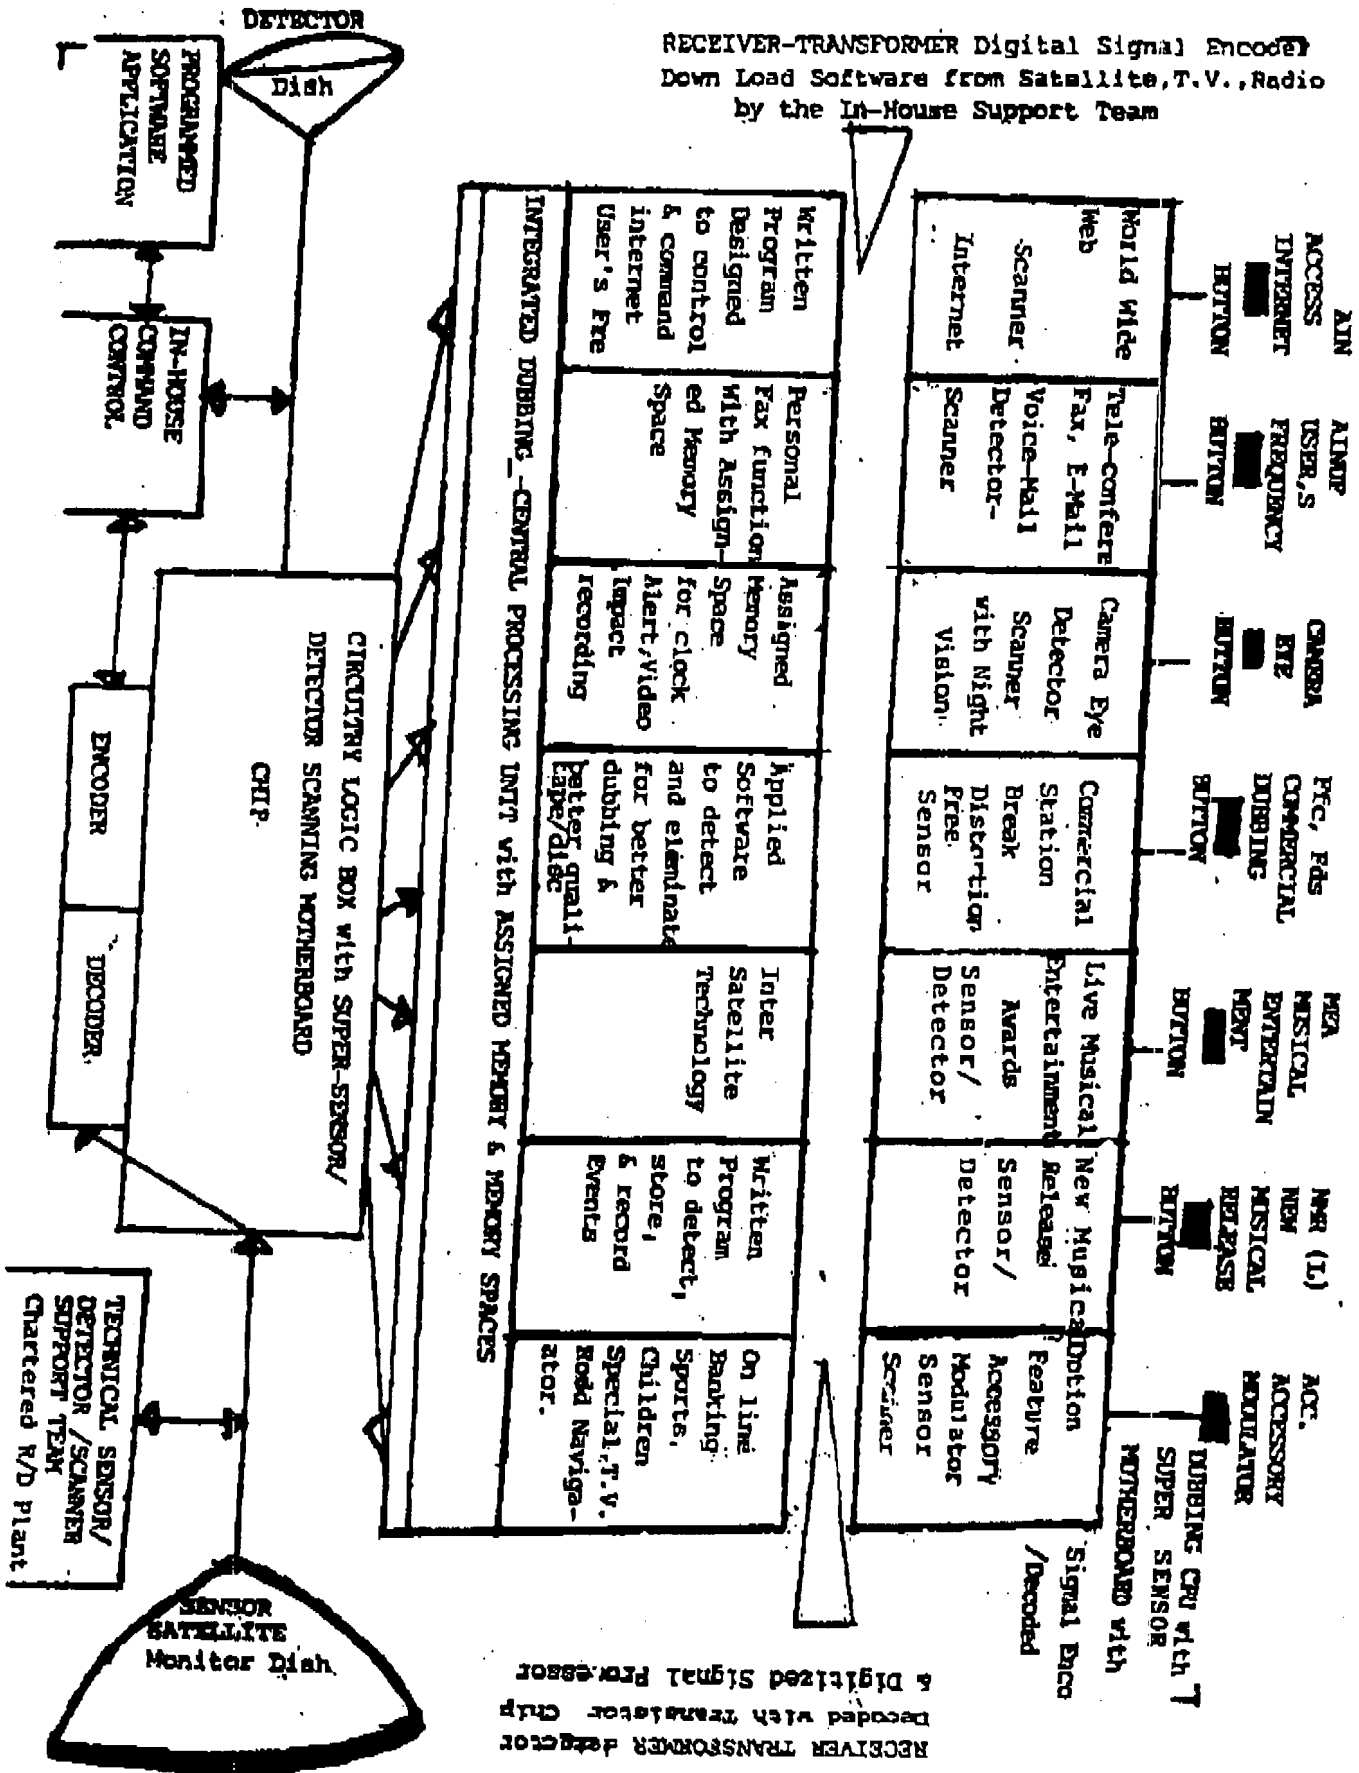 RECEIVER-TRANSFORMER Digital Signal Encoder
Down Load Software from Satellite,T.V.,Radio
by the In-House Support Team
DETECTOR
Dish
PROGRAMMED
SOFTWARE
APPLICATION
IN-HOUSE
COMMAND
CONTROL
ENCODER
DECODER
CIRCUITHY LOGIC BOX with SUPER-SENSOR/
DETECTOR SCANNING MOTHERBOARD
CHIP
TECHNICAL SENSOR/
DETECTOR /SCANNER
SUPPORT TEAM
Chartered R/D Plant
SENSOR
SATELLITE
Monitor Dish
INTEGRATED DUBBING -CENTRAL PROCESSING UNIT with ASSIGNED MEMORY & MEMORY SPACES
Written
Program
Designed
to control
& command
internet
User's Fre
Personal
Fax function
With Assign-
ed Memory
Space
Assigned
Memory
Space
for clock
Alert,Video
Impact
recording
Applied
Software
to detect
and eleminate
for better
dubbing &
better quali-
tape/disc
Inter
Satellite
Technology
Written
Program
to detect,
store,
& record
Events
On line
Banking
Sports,
Children
Special,T.V.
Rodd Naviga-
ator.
World Wide
Web
Scanner
Internet
Tele-confere
Fax, E-Mail
Voice-Mail
Detector-
Scanner
Camera Eye
Detector
Scanner
with Night
Vision
Commercial
Station
Break
Distortion
Free
Sensor
Live Musical
Entertainment
Awards
Sensor/
Detector
New Musical
Release
Sensor/
Detector
Dotion
Feature
Accessory
Modulator
Sensor
Scanner
AIN
ACCESS
INTERNET
BUTTON
AIMUP
USER,S
FREQUENCY
BUTTON
CAMERA
EYE
BUTTON
Pfc, Fds
COMMERCIAL
DUBBING
BUTTON
MEA
MUSICAL
ENTERTAIN
MENT
BUTTON
NMR (L)
NEW
MUSICAL
RELEASE
BUTTON
ACC.
ACCESSORY
MODULATOR
DUBBING CPU with
SUPER SENSOR
MOTHERBOARD with
Signal Enco
/Decoded
RECEIVER TRANSFORMER detector
Decoded with Transistor Chip
& Digitized Signal Processor